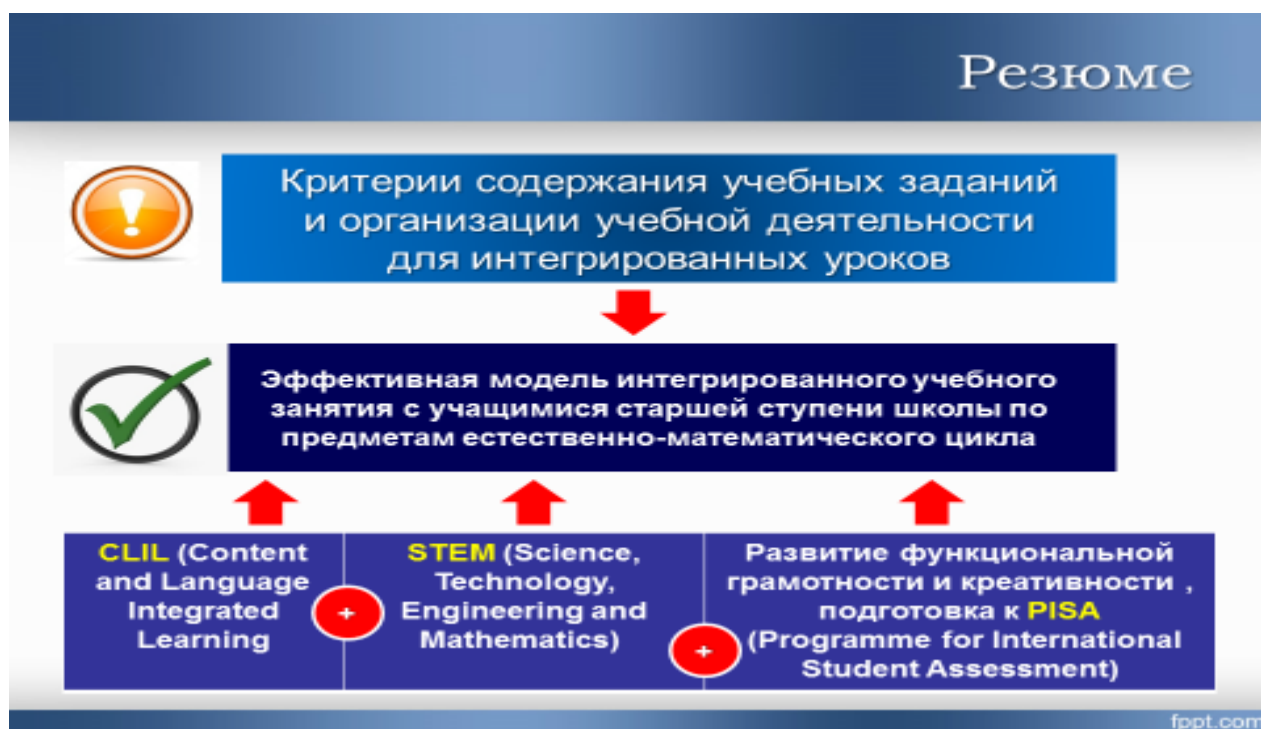 Резюме
Критерии содержания учебных заданий
и организации учебной деятельности
для интегрированных уроков
Эффективная модель интегрированного учебного
занятия с учащимися старшей ступени школы по
предметам естественно-математического цикла
CLIL (Content
and Language
Integrated
Learning
+
STEM (Science,
Technology,
Engineering and
Mathematics)
+
Развитие функциональной
грамотности и креативности ,
подготовка к PISA
(Programme for International
Student Assessment)
fppt.com